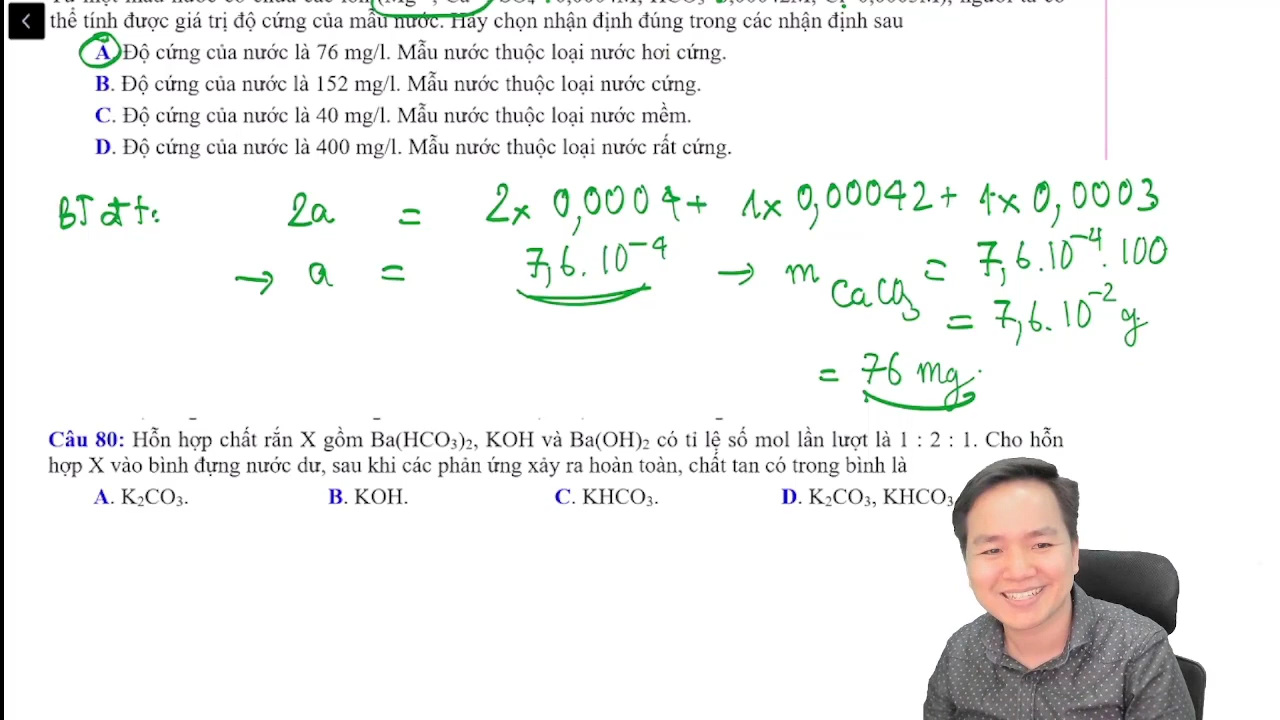 thể tính được giá trị độ cứng của mẫu nước. Hãy chọn nhận định đúng trong các nhận định sau
A. Độ cứng của nước là 76 mg/l. Mẫu nước thuộc loại nước hơi cứng.
B. Độ cứng của nước là 152 mg/l. Mẫu nước thuộc loại nước cứng.
C. Độ cứng của nước là 40 mg/l. Mẫu nước thuộc loại nước mềm.
D. Độ cứng của nước là 400 mg/l. Mẫu nước thuộc loại nước rất cứng.
BTĐT: 2a = 2x 0,0004 + 1x 0,00042 + 1x 0,0003
→ a = 7,6.10⁻⁴ → m CaCO₃ = 7,6.10⁻⁴.100
= 7,6.10⁻² g
= 76 mg.
Câu 80: Hỗn hợp chất rắn X gồm Ba(HCO₃)₂, KOH và Ba(OH)₂ có tỉ lệ số mol lần lượt là 1 : 2 : 1. Cho hỗn
hợp X vào bình đựng nước dư, sau khi các phản ứng xảy ra hoàn toàn, chất tan có trong bình là
A. K₂CO₃. B. KOH. C. KHCO₃. D. K₂CO₃, KHCO₃